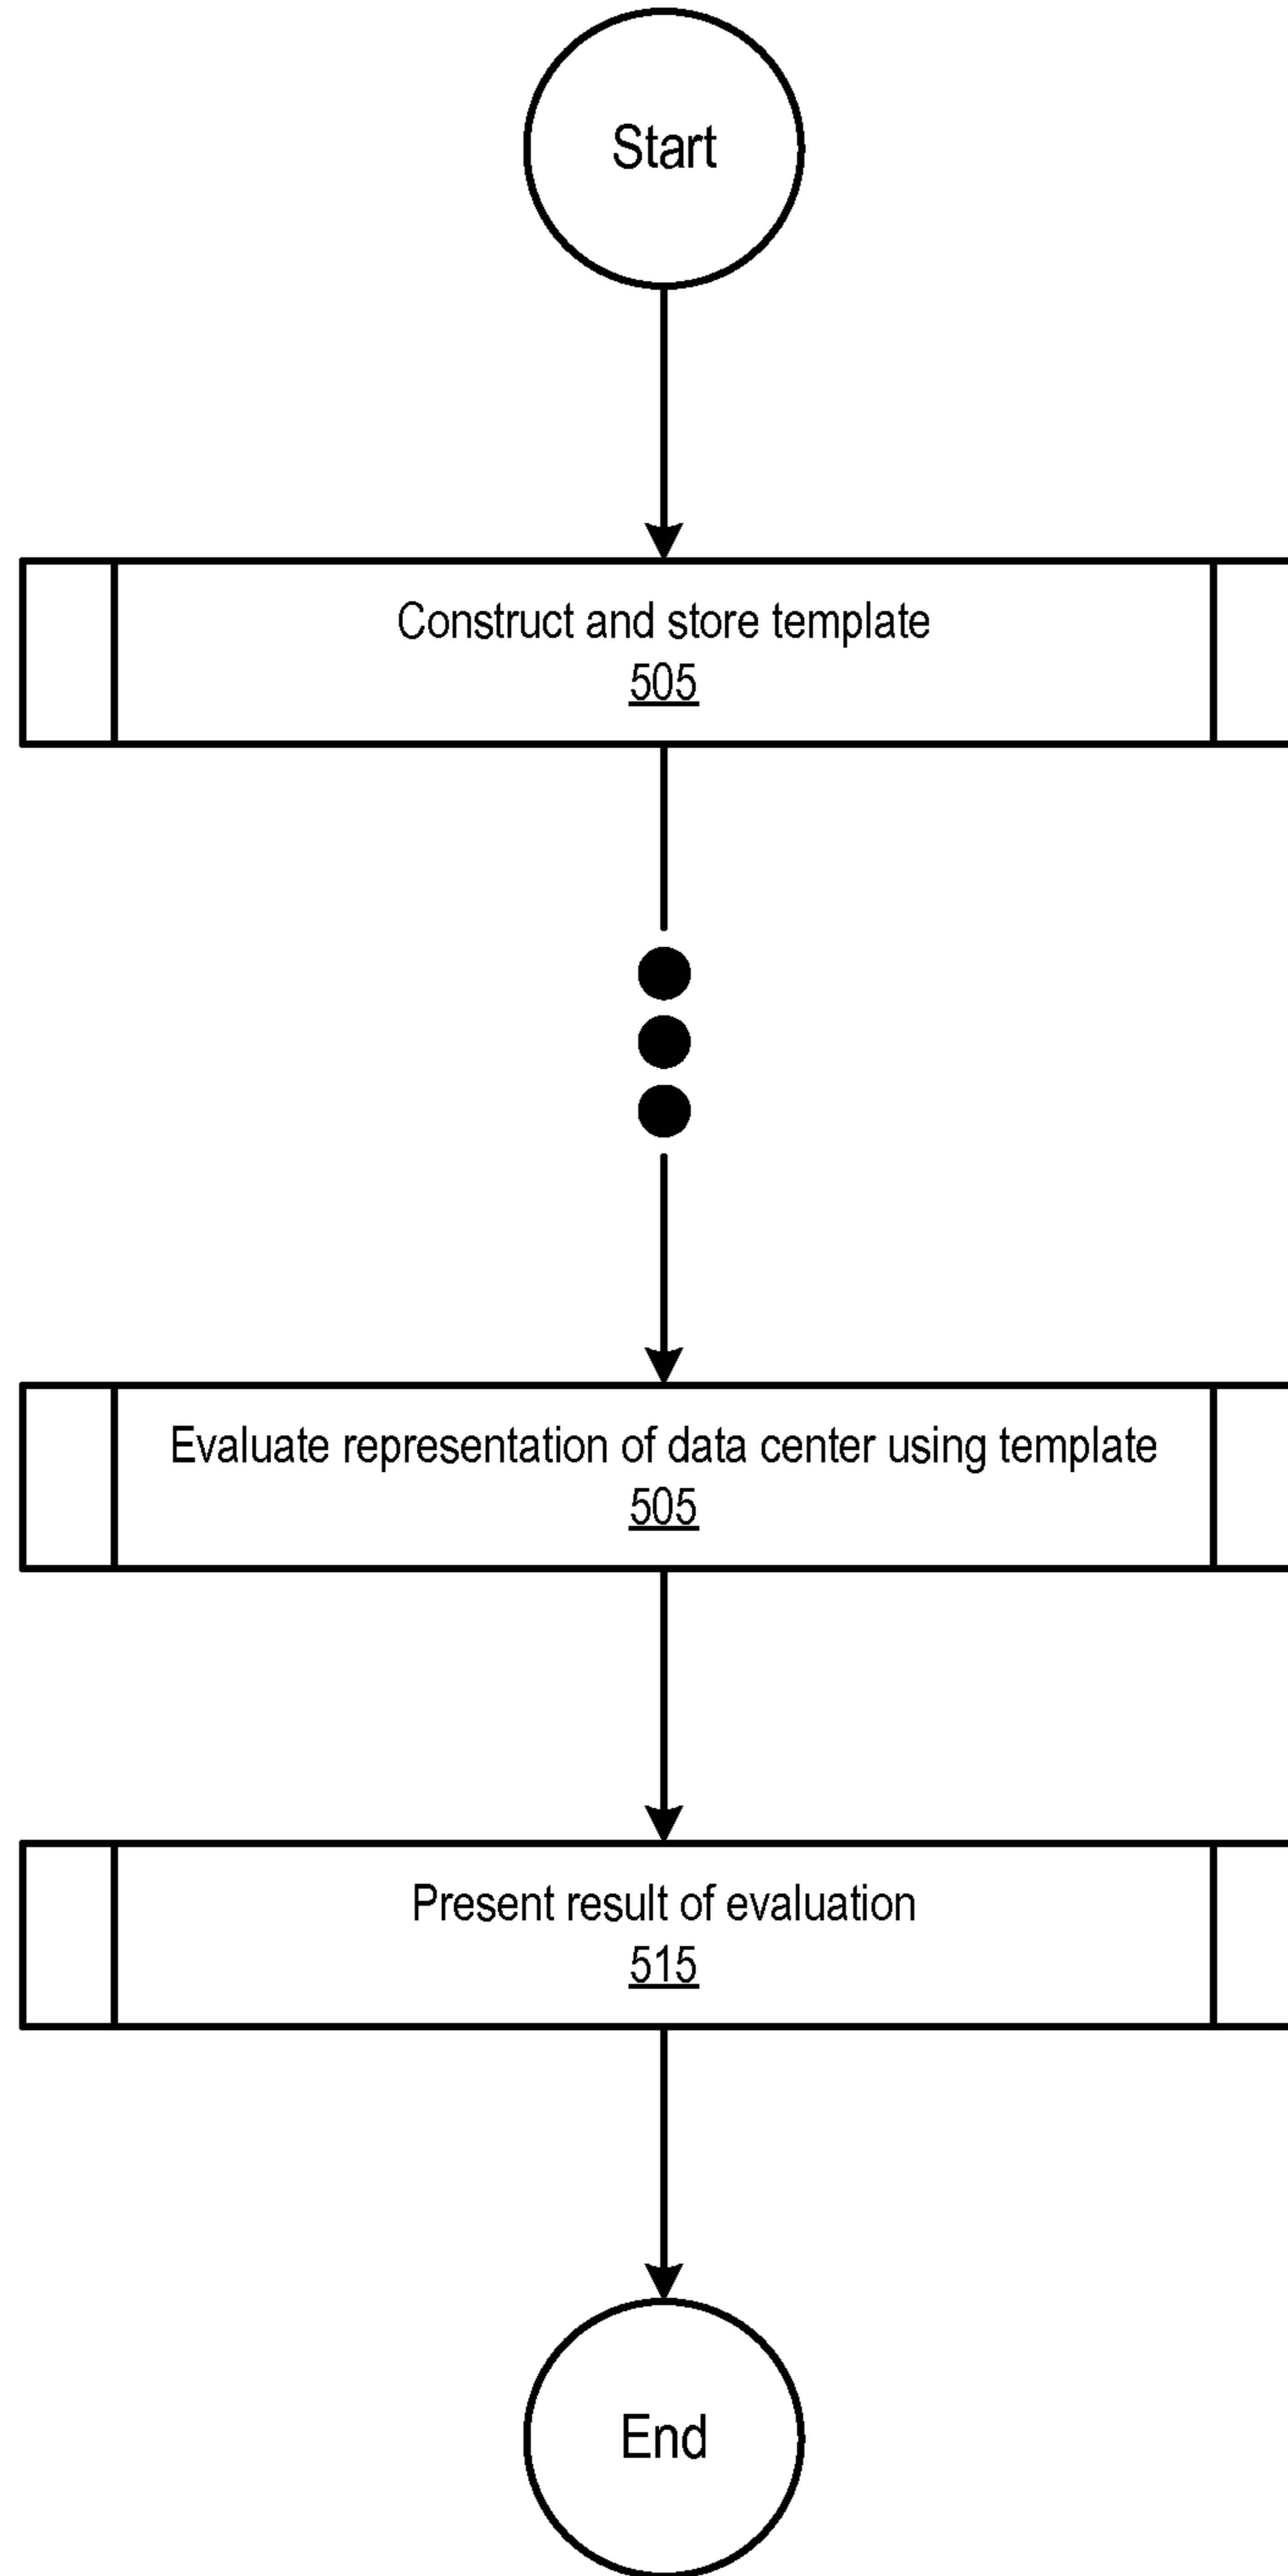 Start
Construct and store template
505
Evaluate representation of data center using template
505
Present result of evaluation
515
End